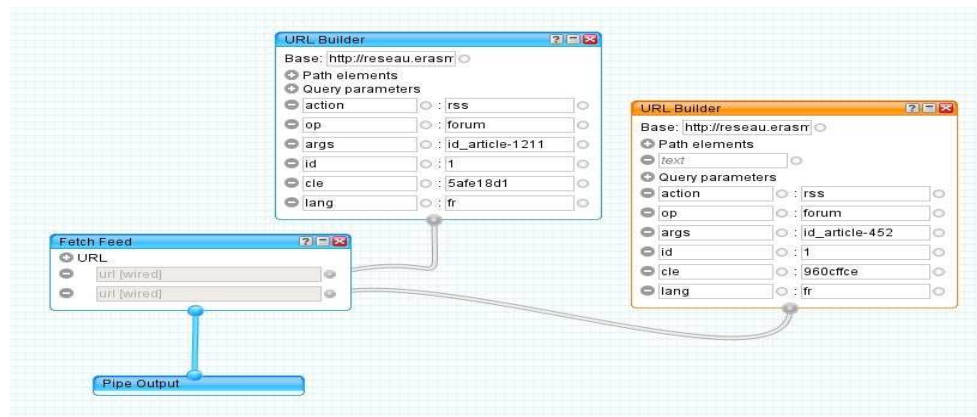 URL Builder
Base: http://reseau.erasm
Path elements
Query parameters
action : rss
op : forum
args : id_article-1211
id : 1
cle : 5afe18d1
lang : fr
URL Builder
Base: http://reseau.erasm
Path elements
text
Query parameters
action : rss
op : forum
args : id_article-452
id : 1
cle : 960cffce
lang : fr
Fetch Feed
URL
url [wired]
url [wired]
Pipe Output